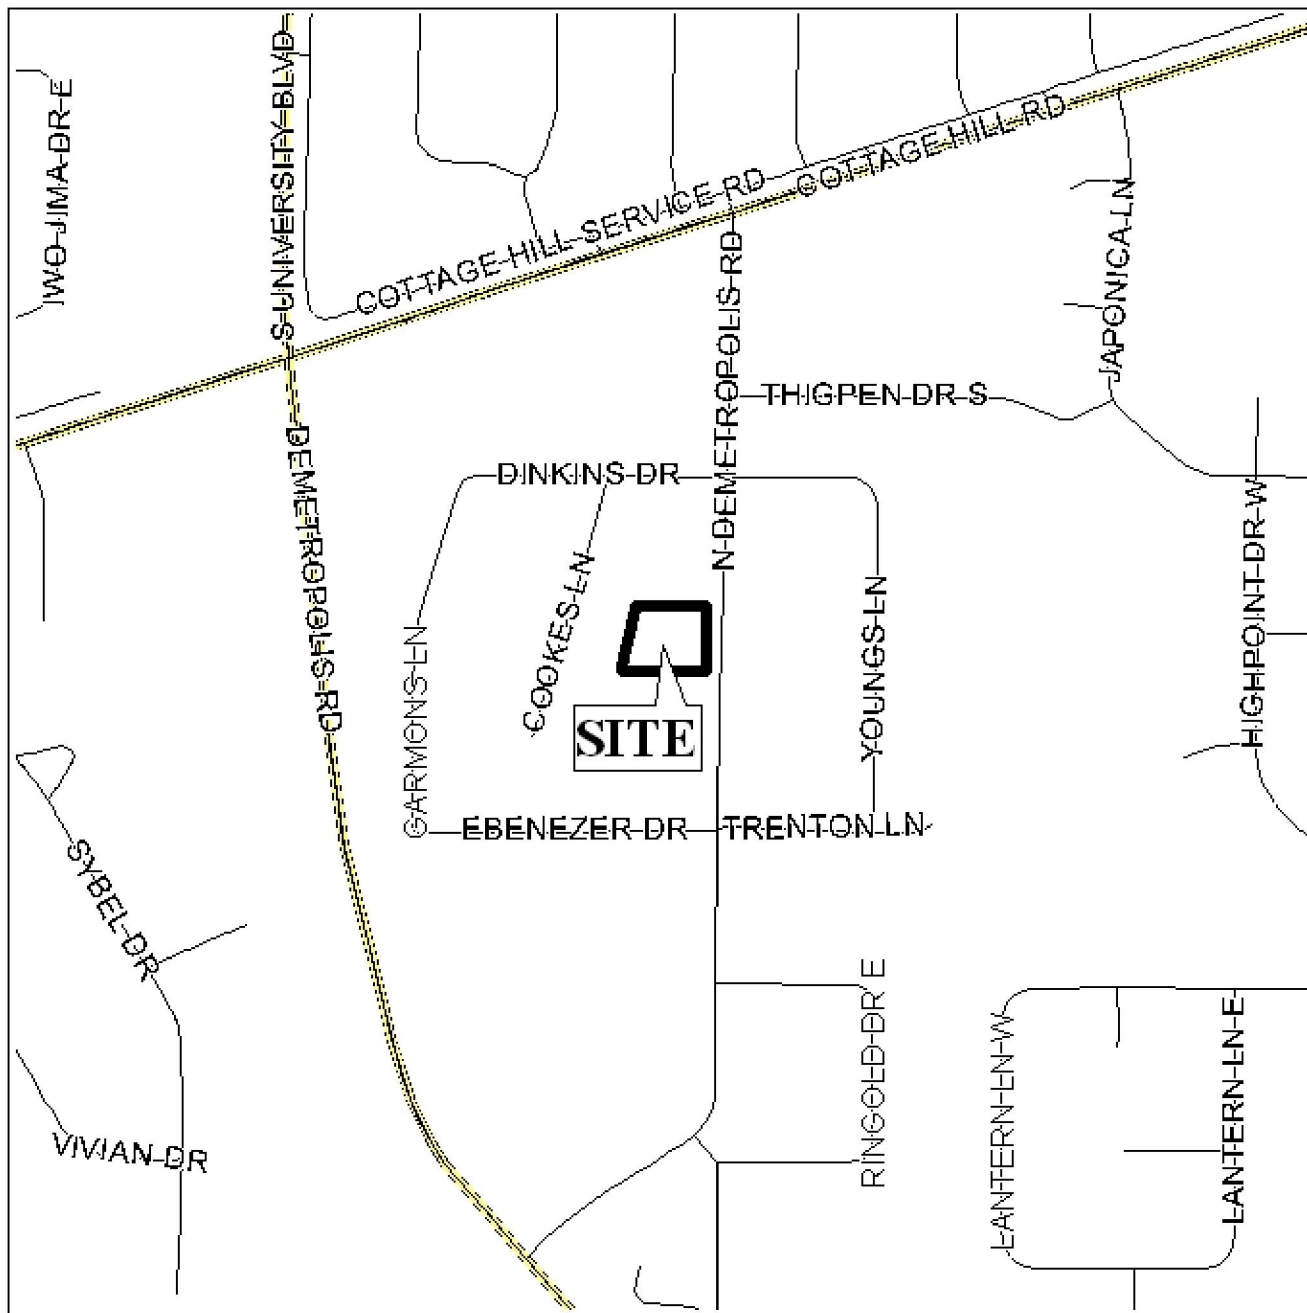 IWO JIMA DR E
S UNIVERSITY BLVD
COTTAGE HILL SERVICE RD
COTTAGE HILL RD
JAPONICA LN
N DEMETROPOLIS RD
THIGPEN DR S
DEMETROPOLIS RD
DINKINS DR
COOKES LN
GARMONS LN
YOUNGS LN
HIGHPOINT DR W
SITE
EBENEZER DR
TRENTON LN
SYBEL DR
VIVIAN DR
RINGOLD DR E
LANTERN LN W
LANTERN LN E